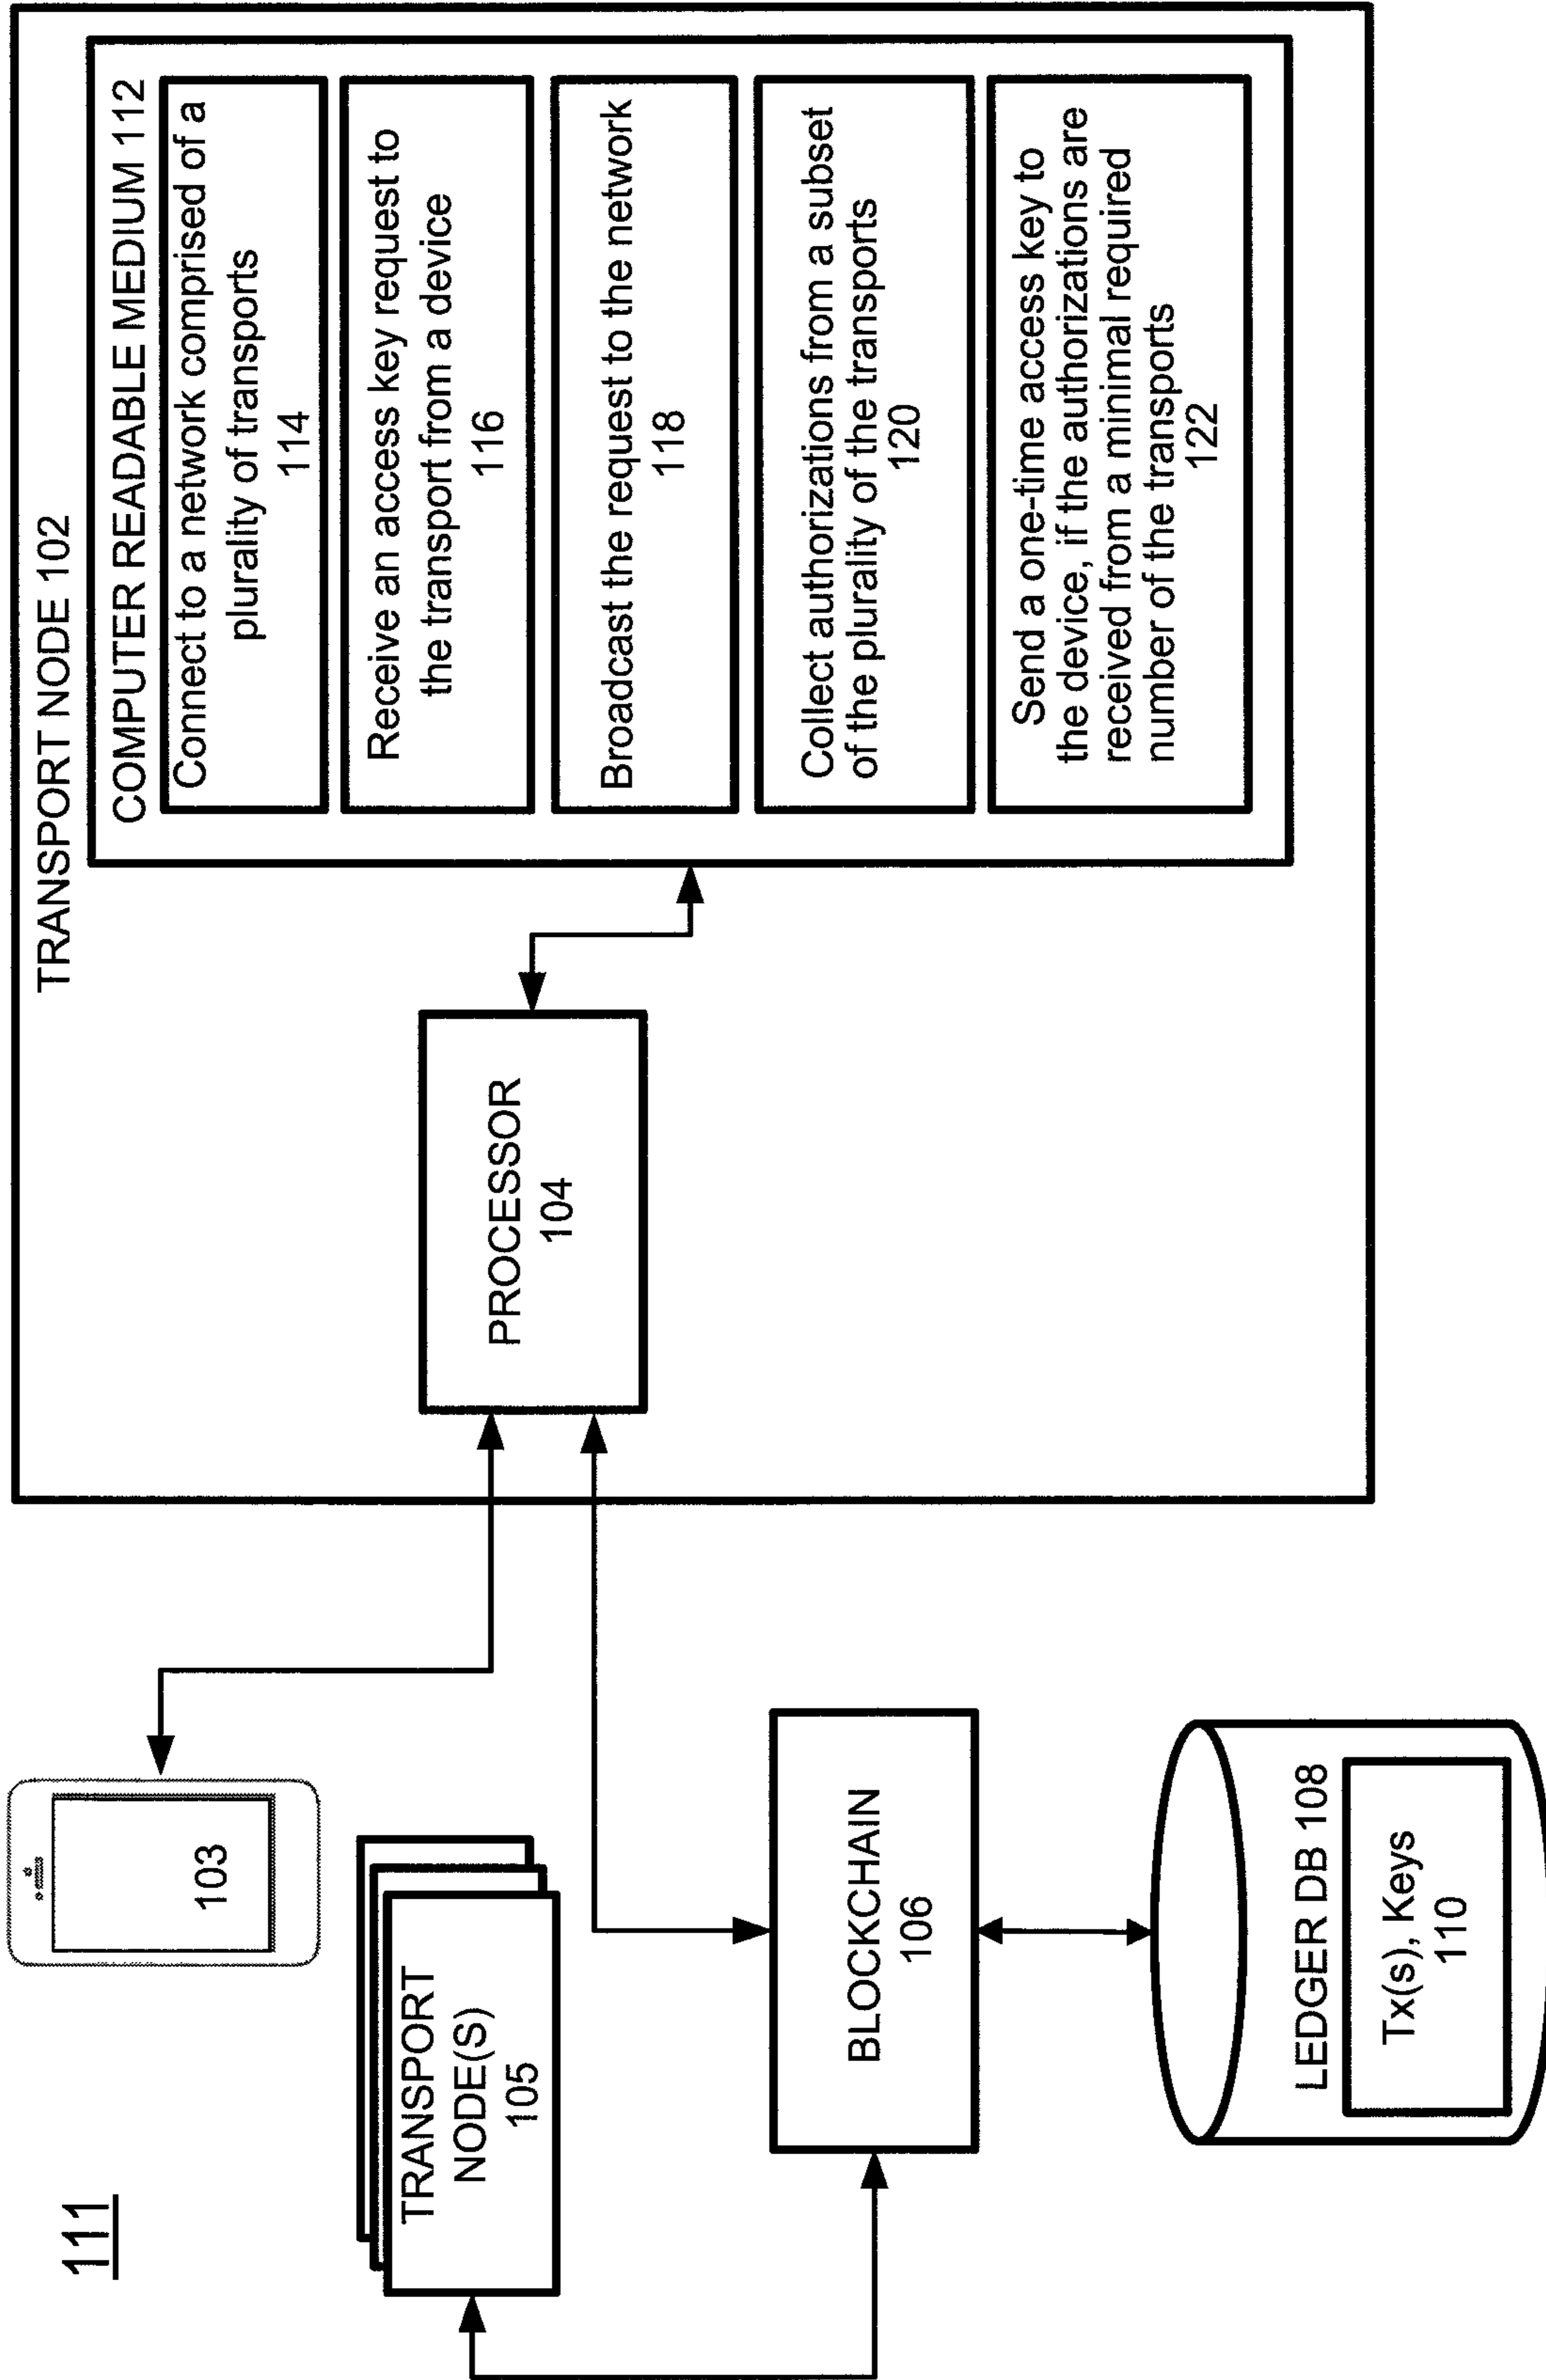 111
103
TRANSPORT
NODE(S)
105
BLOCKCHAIN
106
LEDGER DB 108
Tx(s), Keys
110
TRANSPORT NODE 102
PROCESSOR
104
COMPUTER READABLE MEDIUM 112
Connect to a network comprised of a
plurality of transports
114
Receive an access key request to
the transport from a device
116
Broadcast the request to the network
118
Collect authorizations from a subset
of the plurality of the transports
120
Send a one-time access key to
the device, if the authorizations are
received from a minimal required
number of the transports
122